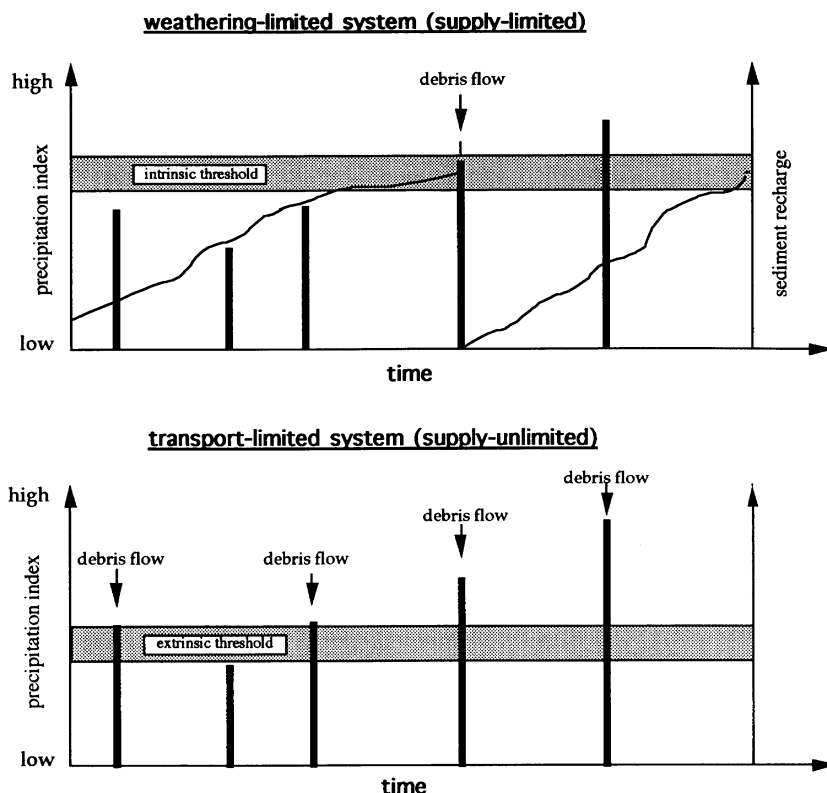 weathering-limited system (supply-limited)
high
debris flow
intrinsic threshold
precipitation index
sediment recharge
low
time
transport-limited system (supply-unlimited)
high
debris flow
debris flow
debris flow
debris flow
precipitation index
extrinsic threshold
low
time